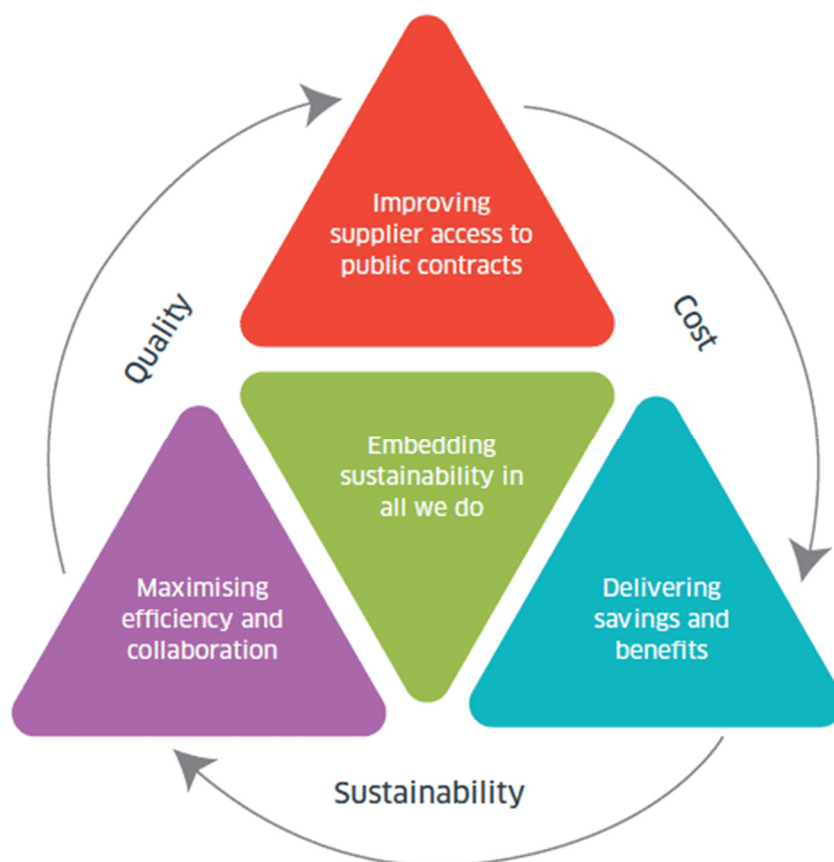 Improving
supplier access to
public contracts
Quality
Cost
Embedding
sustainability in
all we do
Maximising
efficiency and
collaboration
Delivering
savings and
benefits
Sustainability